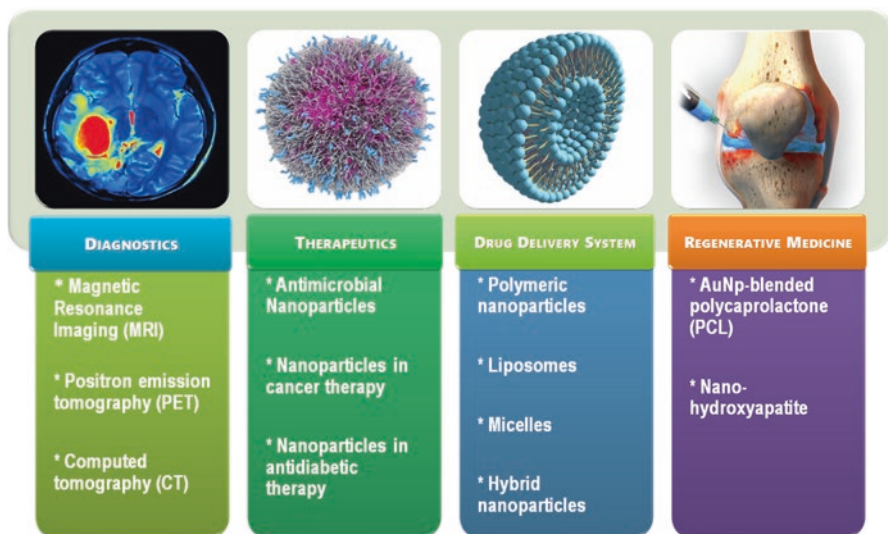 DIAGNOSTICS
* Magnetic
Resonance
Imaging (MRI)
* Positron emission
tomography (PET)
* Computed
tomography (CT)
THERAPEUTICS
* Antimicrobial
Nanoparticles
* Nanoparticles in
cancer therapy
* Nanoparticles in
antidiabetic
therapy
DRUG DELIVERY SYSTEM
* Polymeric
nanoparticles
* Liposomes
* Micelles
* Hybrid
nanoparticles
REGENERATIVE MEDICINE
* AuNp-blended
polycaprolactone
(PCL)
* Nano-
hydroxyapatite